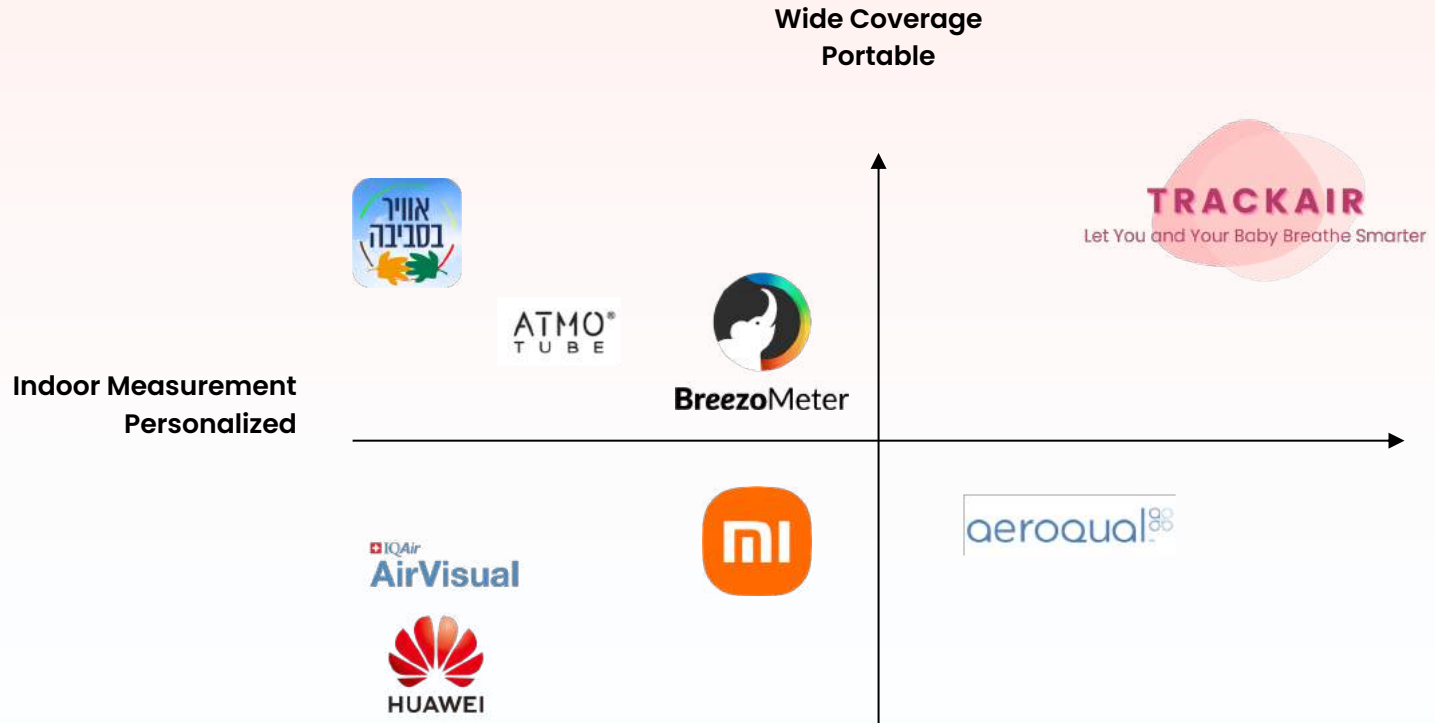 Wide Coverage
Portable
TRACKAIR
Let You and Your Baby Breathe Smarter
אוויר
בסביבה
ATMO®
TUBE
BreezoMeter
Indoor Measurement
Personalized
mi
aeroqual
IQAir
AirVisual
HUAWEI